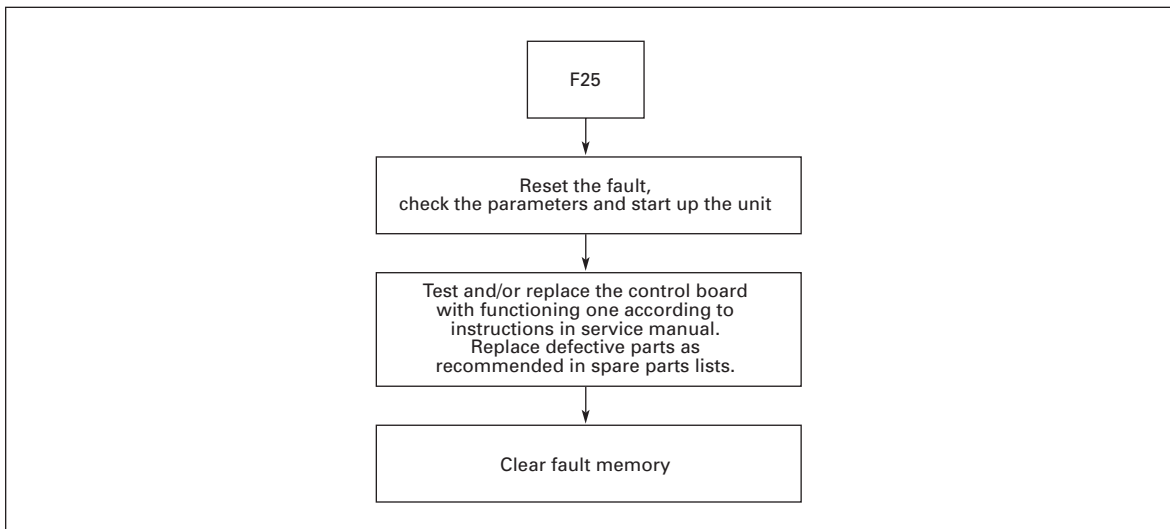 F25
Reset the fault,
check the parameters and start up the unit
Test and/or replace the control board
with functioning one according to
instructions in service manual.
Replace defective parts as
recommended in spare parts lists.
Clear fault memory